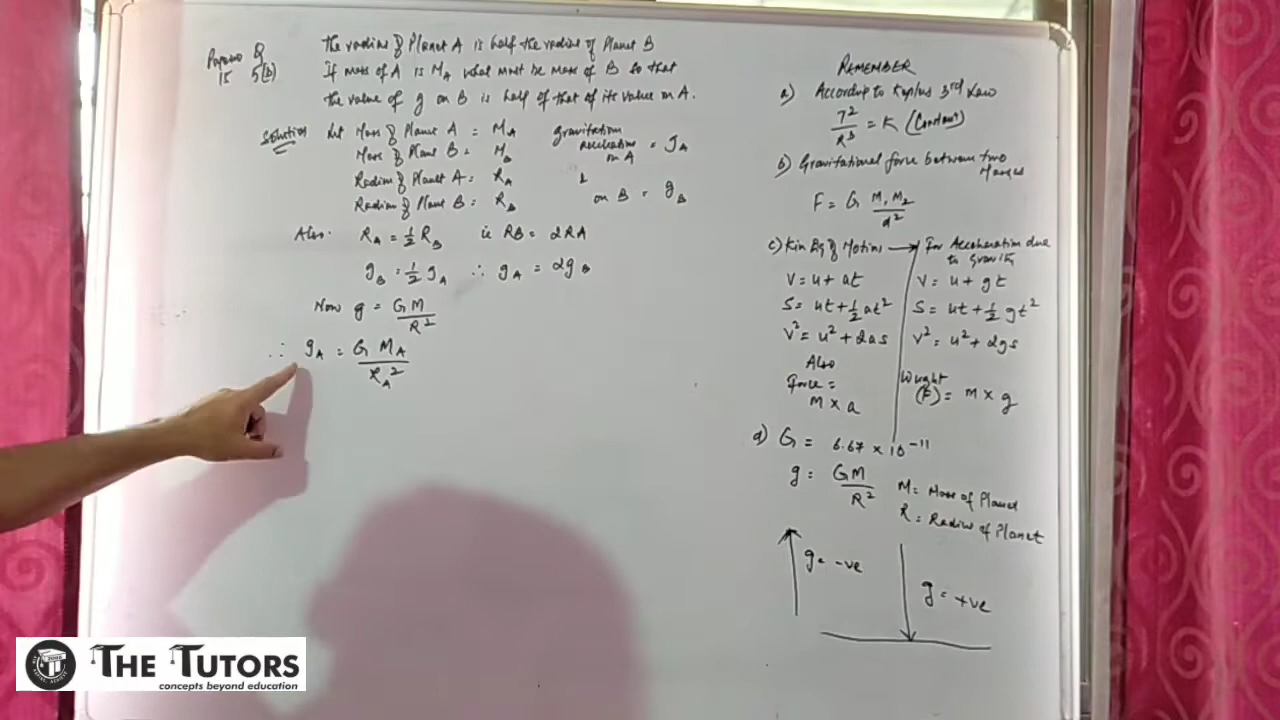 The radius of Planet A is half the radius of Planet B
If mass of A is MA what must be mass of B so that
the value of g on B is half of that of its value on A.
15 5(b)
Solution Let Mass of Planet A = MA
Mass of Planet B = MB
Radius of Planet A = RA
Radius of Planet B = RB
gravitation
acceleration = gA
on A
on B = gB
Also RA = 1/2 RB ie RB = 2RA
gB = 1/2 gA ∴ gA = 2gB
Now g = GM/R²
∴ gA = G MA/RA²
REMEMBER
a) According to Keplers 3rd Law
T²/R³ = K (Constant)
b) Gravitational force between two
Masses
F = G M1 M2/d²
c) Kin Eq of Motion → For Acceleration due
to gravity
V = u + at V = u + gt
S = ut + 1/2 at² S = ut + 1/2 gt²
V² = u² + 2as V² = u² + 2gs
Also
Force = Weight
m × a (F) = m × g
d) G = 6.67 × 10⁻¹¹
g = GM/R² M = Mass of Planet
R = Radius of Planet
g = -ve
g = +ve
THE TUTORS
concepts beyond education